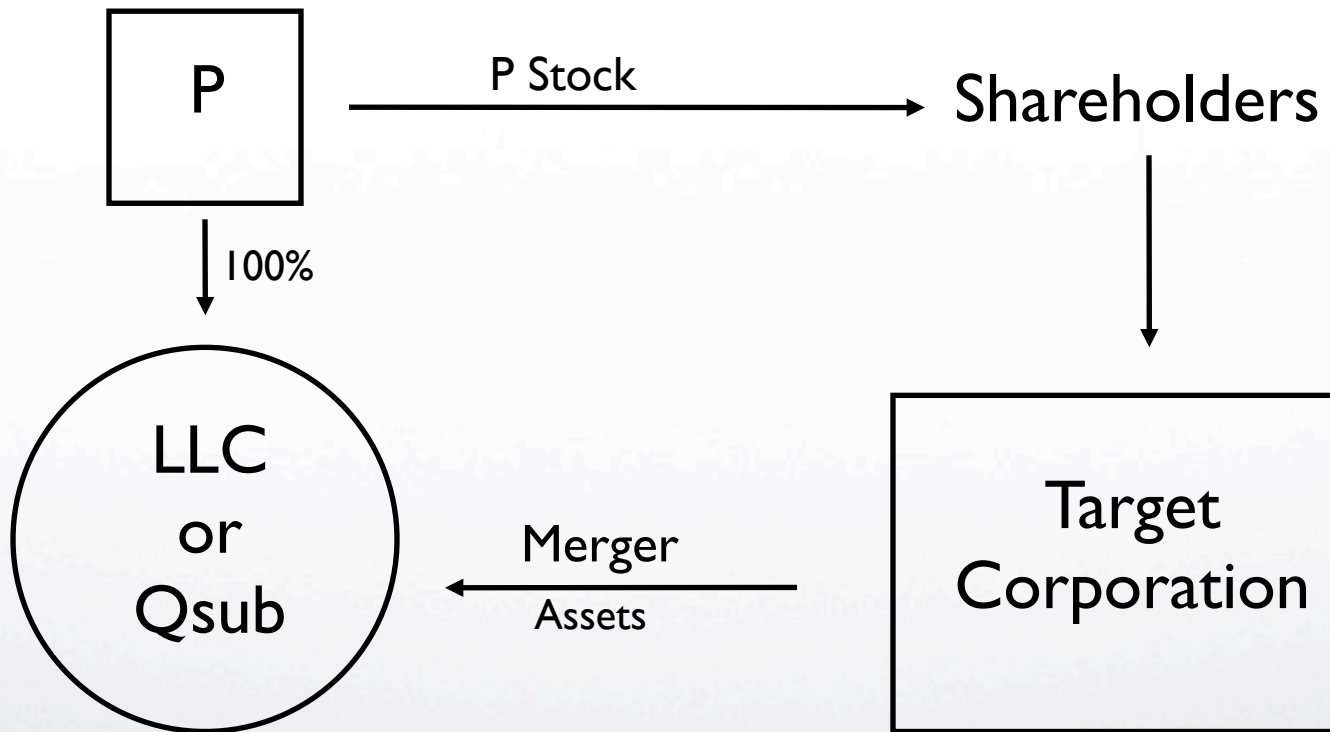 P
P Stock
Shareholders
100%
LLC
or
Qsub
Merger
Assets
Target
Corporation